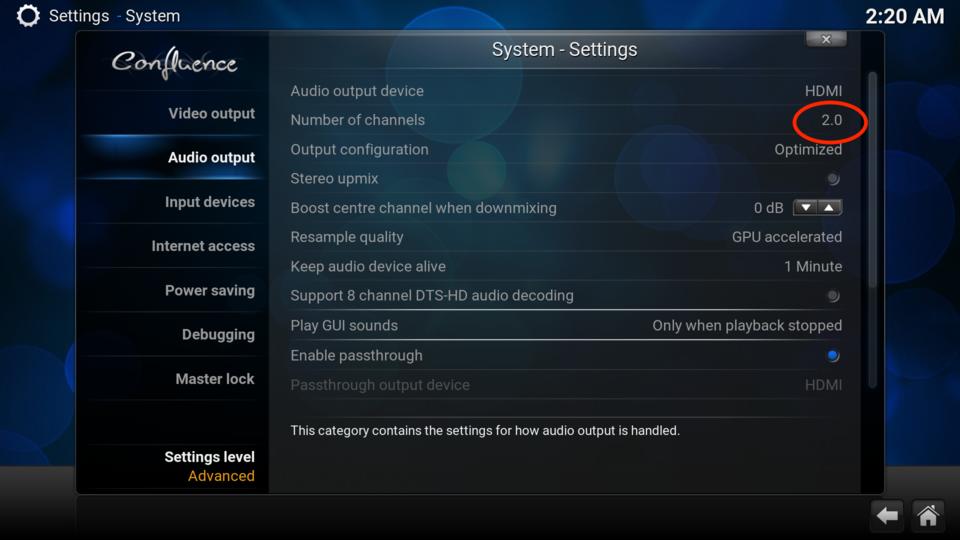 Settings - System
2:20 AM
Confluence
System - Settings
Video output
Audio output
Input devices
Internet access
Power saving
Debugging
Master lock
Settings level
Advanced
Audio output device HDMI
Number of channels 2.0
Output configuration Optimized
Stereo upmix
Boost centre channel when downmixing 0 dB
Resample quality GPU accelerated
Keep audio device alive 1 Minute
Support 8 channel DTS-HD audio decoding
Play GUI sounds Only when playback stopped
Enable passthrough
Passthrough output device HDMI
This category contains the settings for how audio output is handled.